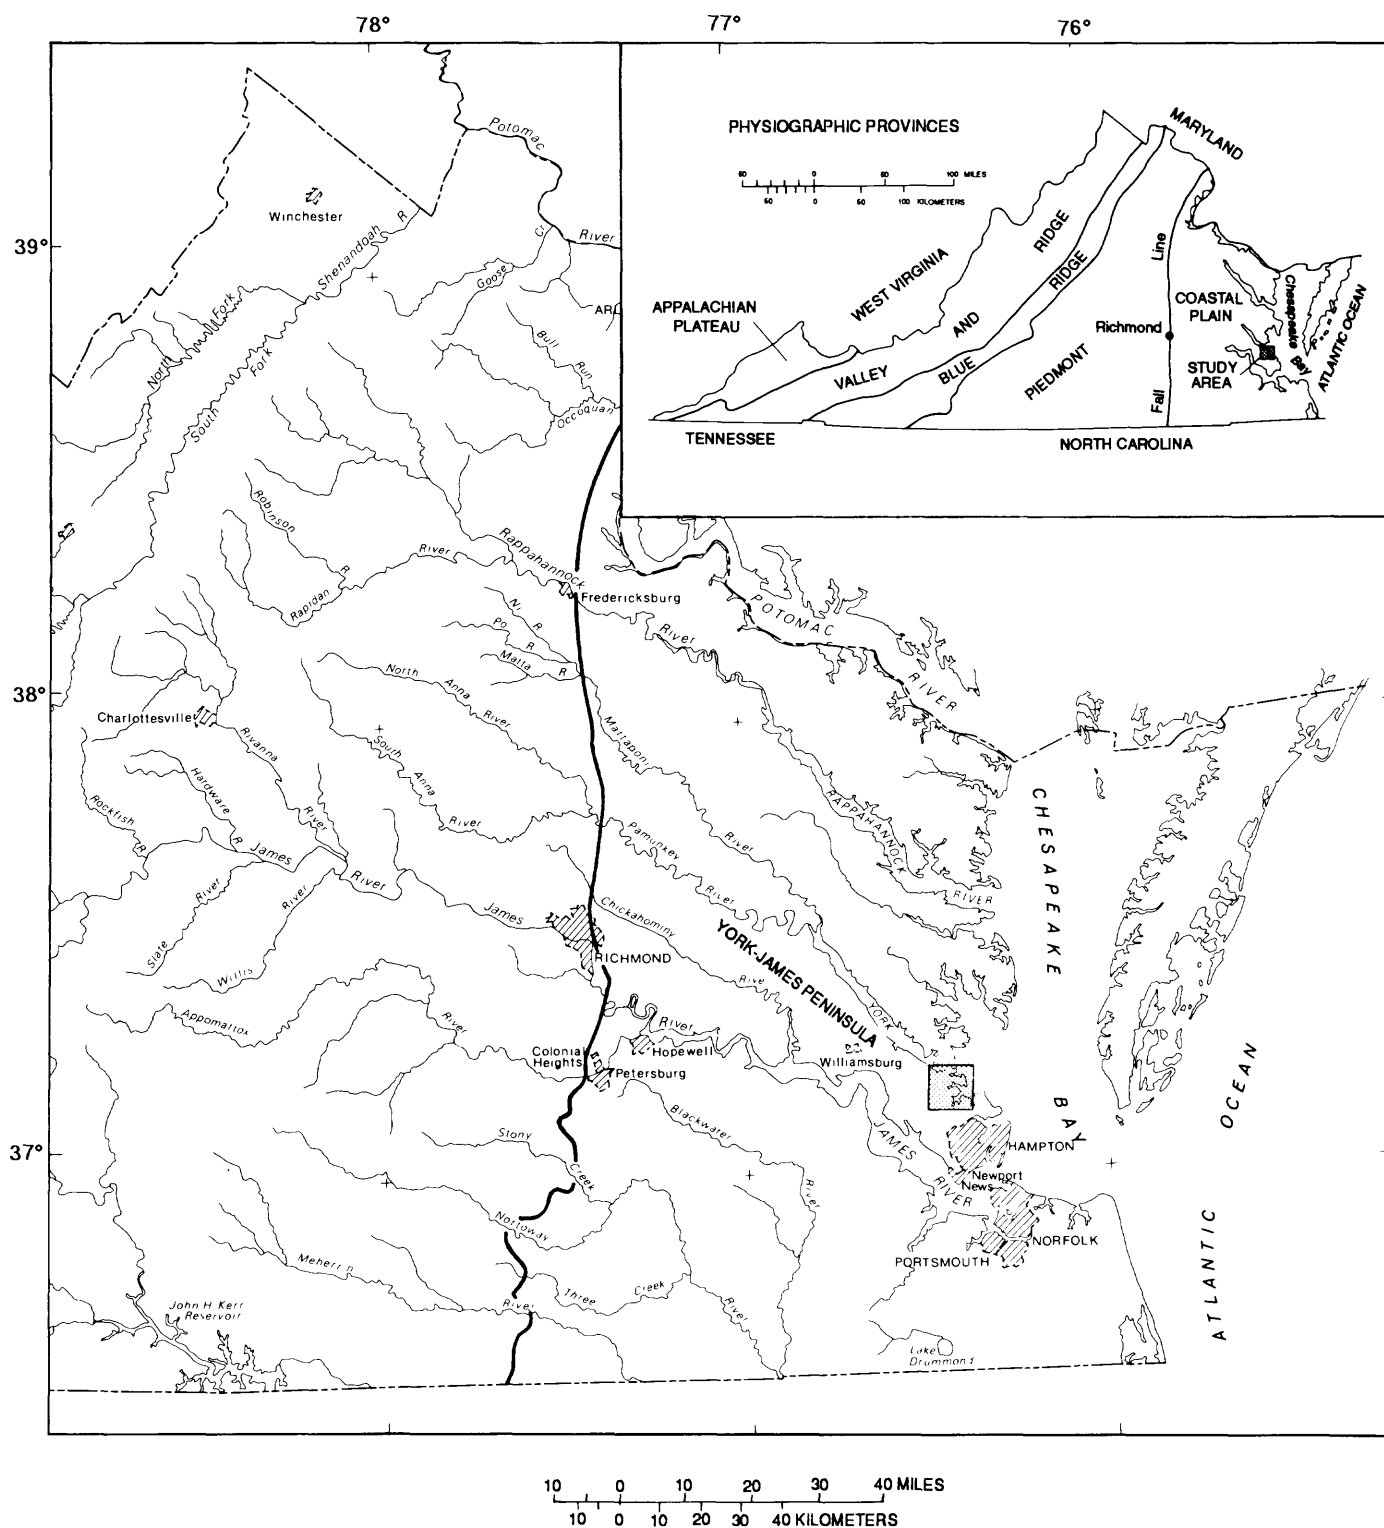 78°
77°
76°
39°
38°
37°
PHYSIOGRAPHIC PROVINCES
100 MILES
100 KILOMETERS
MARYLAND
WEST VIRGINIA
APPALACHIAN
PLATEAU
VALLEY
AND
RIDGE
BLUE
RIDGE
PIEDMONT
Fall
Line
Richmond
COASTAL
PLAIN
STUDY
AREA
Chesapeake
Bay
ATLANTIC OCEAN
TENNESSEE
NORTH CAROLINA
Potomac
River
Winchester
Shenandoah
R
North
Fork
South
Fork
Goose
Cr
Bull
Run
Occoquan
Robinson
R
Rapidan
River
Rappahannock
River
Fredericksburg
Po
R
Matta
R
Mattaponi
River
North
Anna
River
South
Anna
River
Pamunkey
River
POTOMAC
RIVER
RAPPAHANNOCK
RIVER
Charlottesville
Rivanna
River
Hardware
R
Rockfish
R
James
River
James
Slate
River
Willis
River
Appomattox
River
Chickahominy
RICHMOND
YORK-JAMES PENINSULA
YORK
River
Hopewell
Colonial
Heights
Petersburg
Williamsburg
Blackwater
River
JAMES
RIVER
HAMPTON
Newport
News
NORFOLK
PORTSMOUTH
Stony
Creek
Nottoway
River
Meherrin
River
Three
Creek
John H Kerr
Reservoir
Lake
CHESAPEAKE
BAY
ATLANTIC
OCEAN
10 0 10 20 30 40 MILES
10 0 10 20 30 40 KILOMETERS